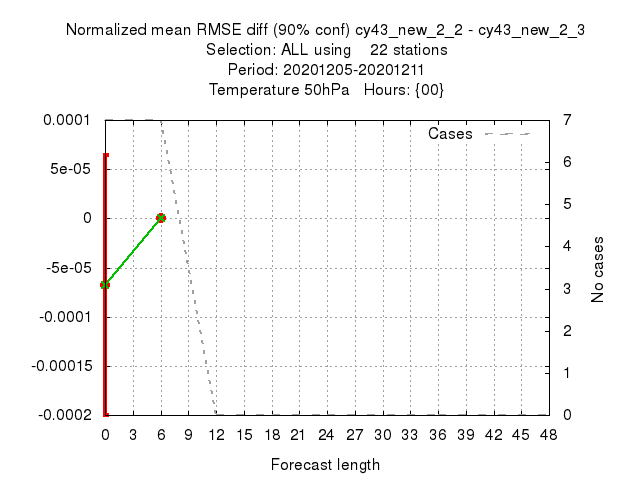 Normalized mean RMSE diff (90% conf) cy43_new_2_2 - cy43_new_2_3
Selection: ALL using 22 stations
Period: 20201205-20201211
Temperature 50hPa Hours: {00}
Cases
0.0001
5e-05
0
-5e-05
-0.0001
-0.00015
-0.0002
7
6
5
4
3
2
1
0
No cases
0 3 6 9 12 15 18 21 24 27 30 33 36 39 42 45 48
Forecast length